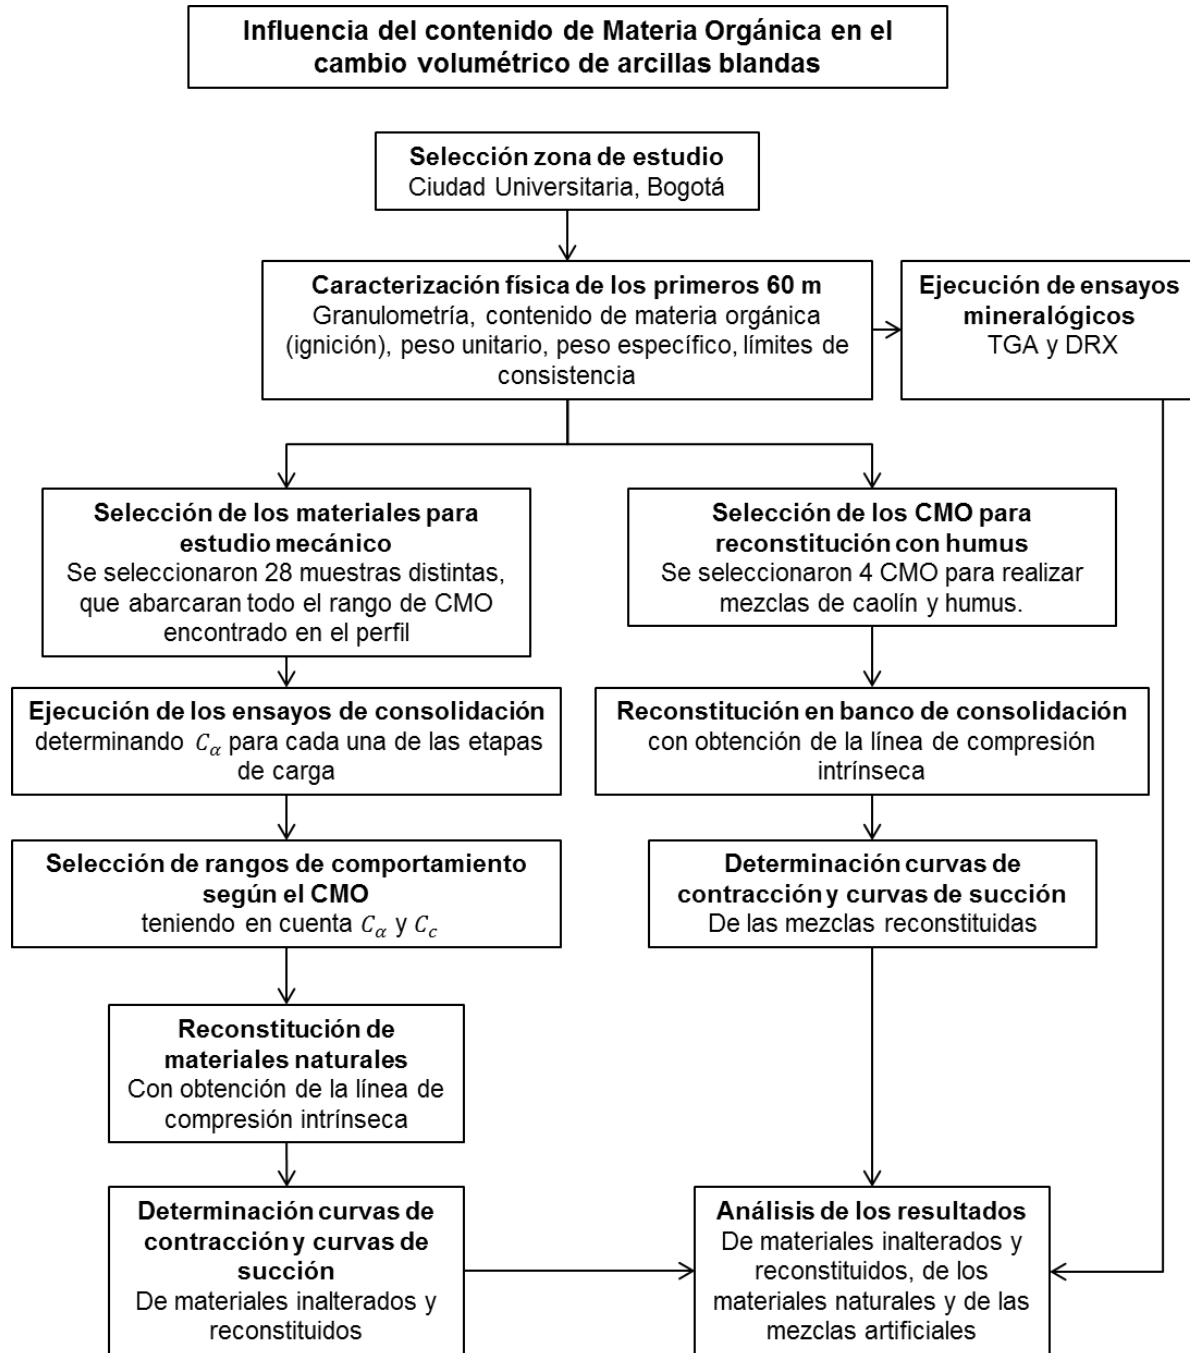 Influencia del contenido de Materia Orgánica en el
cambio volumétrico de arcillas blandas
Selección zona de estudio
Ciudad Universitaria, Bogotá
Caracterización física de los primeros 60 m
Granulometría, contenido de materia orgánica
(ignición), peso unitario, peso específico, límites de
consistencia
Ejecución de ensayos
mineralógicos
TGA y DRX
Selección de los materiales para
estudio mecánico
Se seleccionaron 28 muestras distintas,
que abarcaran todo el rango de CMO
encontrado en el perfil
Selección de los CMO para
reconstitución con humus
Se seleccionaron 4 CMO para realizar
mezclas de caolín y humus.
Ejecución de los ensayos de consolidación
determinando Cα para cada una de las etapas
de carga
Reconstitución en banco de consolidación
con obtención de la línea de compresión
intrínseca
Selección de rangos de comportamiento
según el CMO
teniendo en cuenta Cα y Cc
Determinación curvas de
contracción y curvas de succión
De las mezclas reconstituidas
Reconstitución de
materiales naturales
Con obtención de la línea de
compresión intrínseca
Determinación curvas de
contracción y curvas de
succión
De materiales inalterados y
reconstituidos
Análisis de los resultados
De materiales inalterados y
reconstituidos, de los
materiales naturales y de las
mezclas artificiales